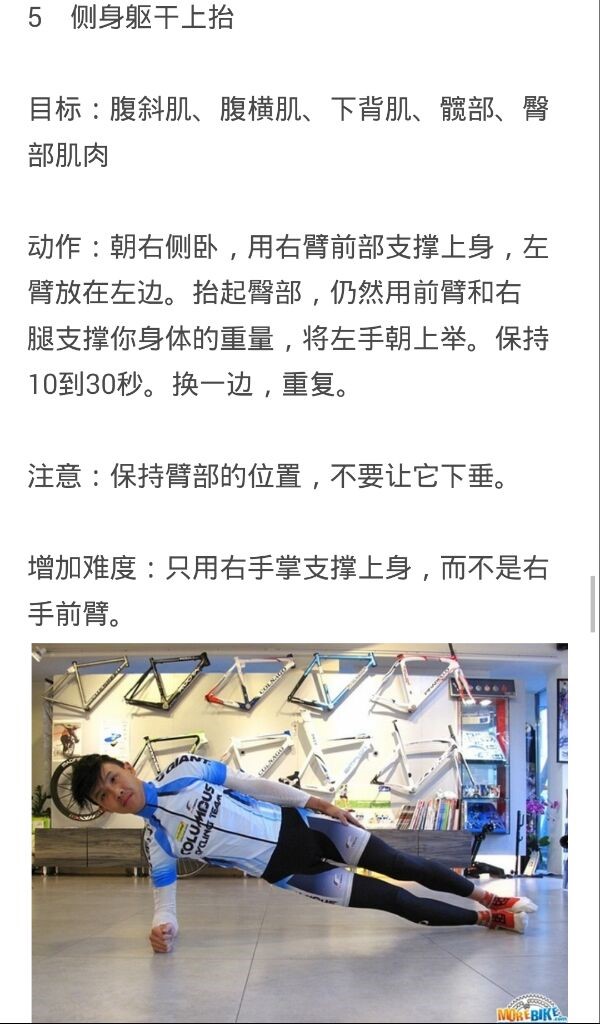 5 侧身躯干上抬
目标：腹斜肌、腹横肌、下背肌、髋部、臀
部肌肉
动作：朝右侧卧，用右臂前部支撑上身，左
臂放在左边。抬起臀部，仍然用前臂和右
腿支撑你身体的重量，将左手朝上举。保持
10到30秒。换一边，重复。
注意：保持臂部的位置，不要让它下垂。
增加难度：只用右手掌支撑上身，而不是右
手前臂。
COLNAGO
GIANT
COLUMBUS
CYCLING TEAM
MOREBIKE.com